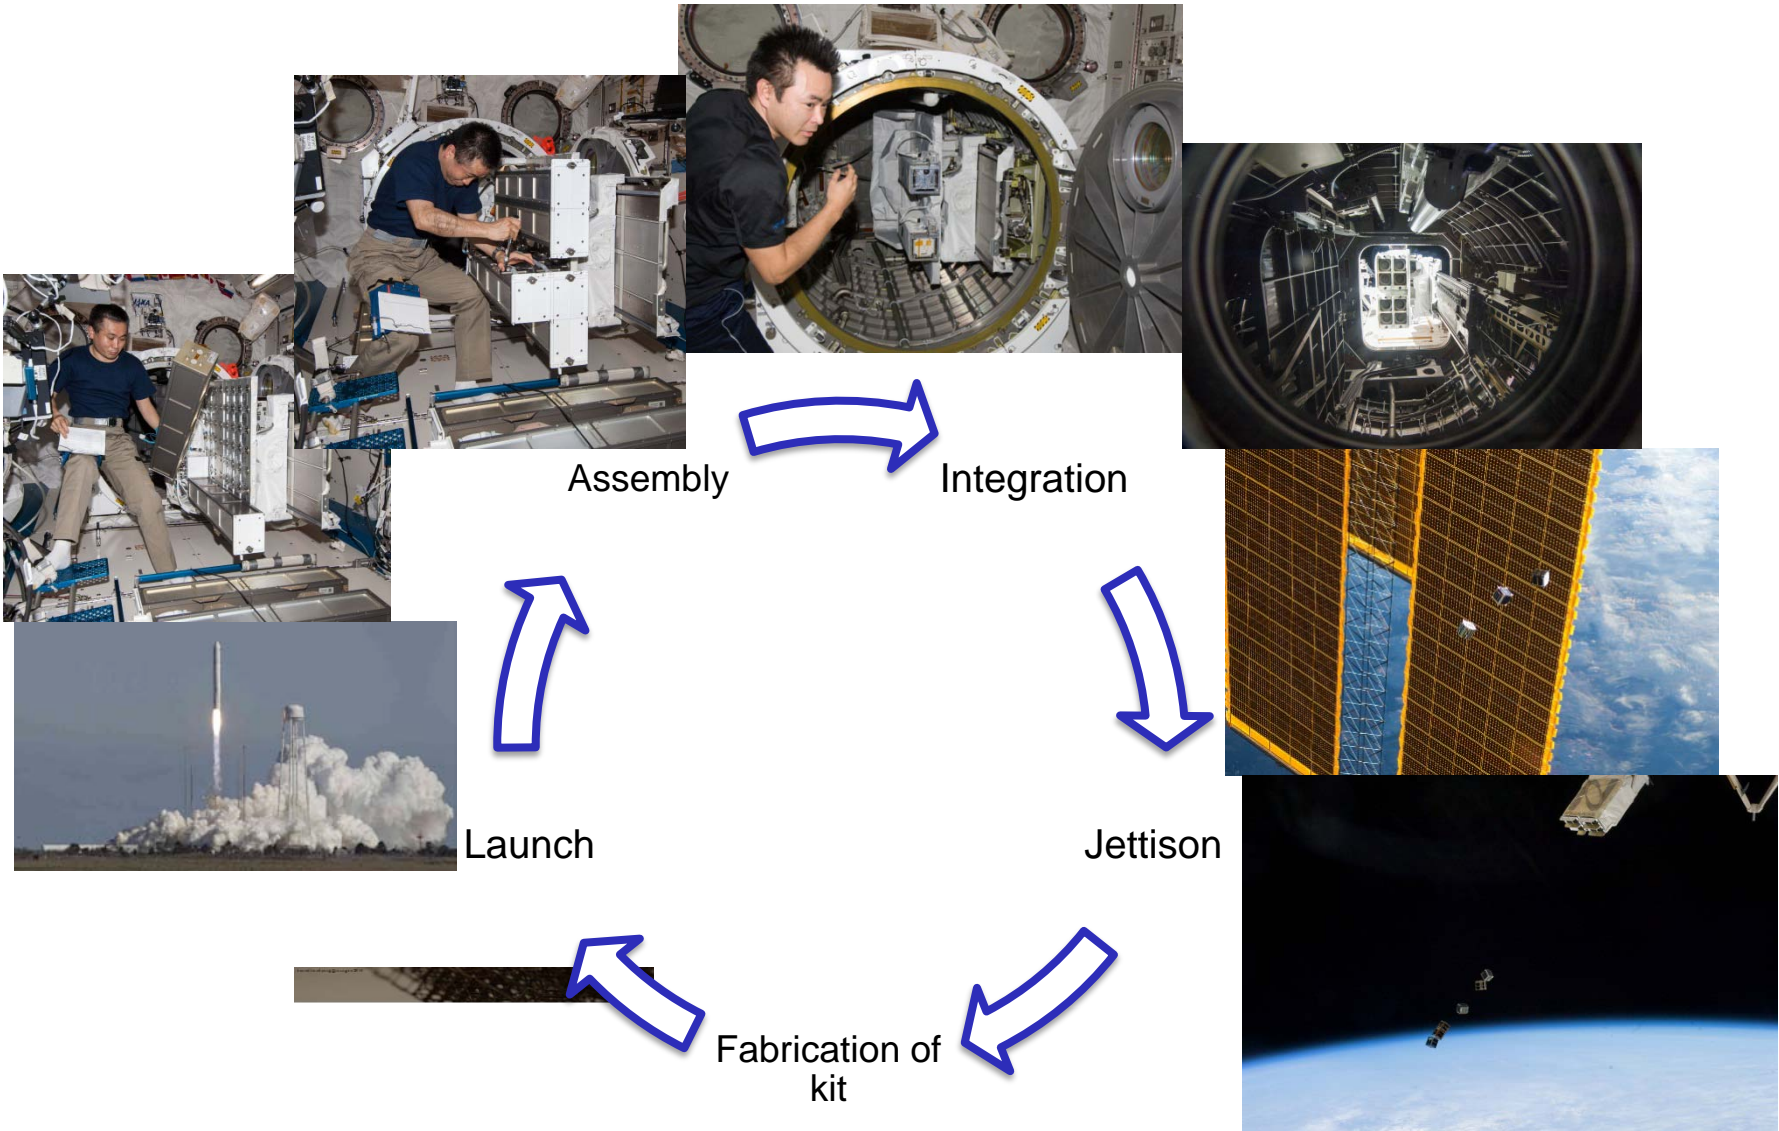 Assembly
Integration
Launch
Jettison
Fabrication of
kit